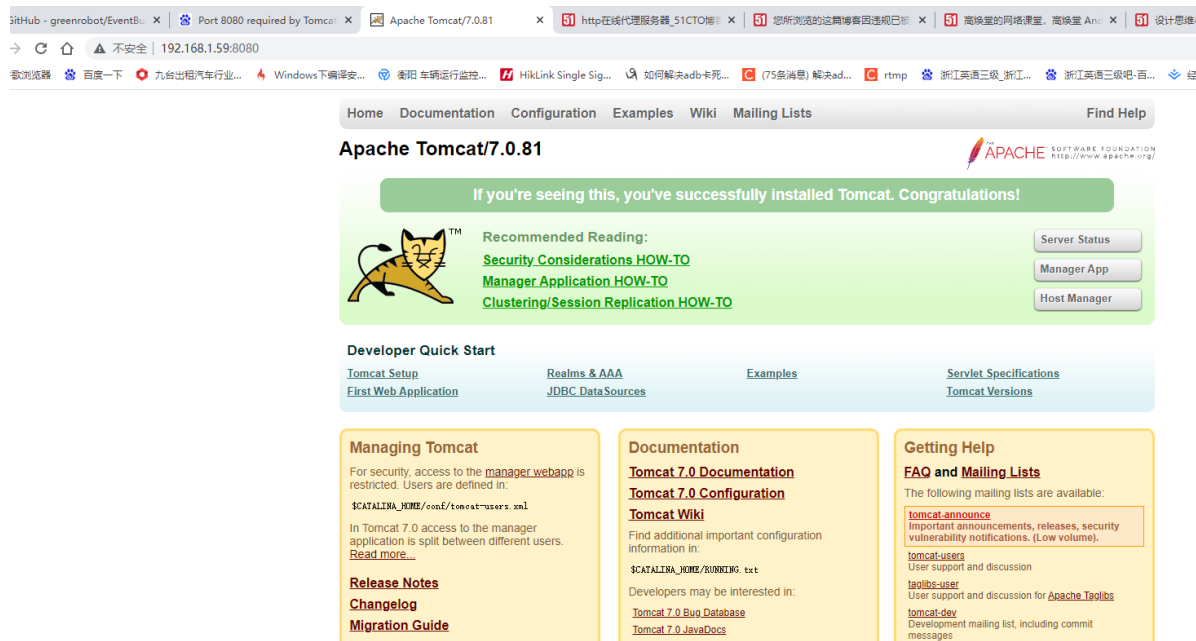 GitHub - greenrobot/EventBu
Port 8080 required by Tomcat
Apache Tomcat/7.0.81
http在线代理服务器_51CTO博
您所浏览的这篇博客因违规已被
高焕堂的网络课堂，高焕堂 And
设计思维
不安全 | 192.168.1.59:8080
歌浏览器
百度一下
九台出租汽车行业...
Windows下编译安...
衡阳 车辆运行监控...
HikLink Single Sig...
如何解决adb卡死...
(75条消息) 解决ad...
rtmp
浙江英语三级_浙江...
浙江英语三级吧-百...
经
Home Documentation Configuration Examples Wiki Mailing Lists Find Help
Apache Tomcat/7.0.81
THE APACHE SOFTWARE FOUNDATION
http://www.apache.org/
If you're seeing this, you've successfully installed Tomcat. Congratulations!
TM
Recommended Reading:
Security Considerations HOW-TO
Manager Application HOW-TO
Clustering/Session Replication HOW-TO
Server Status
Manager App
Host Manager
Developer Quick Start
Tomcat Setup
First Web Application
Realms & AAA
JDBC DataSources
Examples
Servlet Specifications
Tomcat Versions
Managing Tomcat
For security, access to the manager webapp is
restricted. Users are defined in:
$CATALINA_HOME/conf/tomcat-users.xml
In Tomcat 7.0 access to the manager
application is split between different users.
Read more...
Release Notes
Changelog
Migration Guide
Documentation
Tomcat 7.0 Documentation
Tomcat 7.0 Configuration
Tomcat Wiki
Find additional important configuration
information in:
$CATALINA_HOME/RUNNING.txt
Developers may be interested in:
Tomcat 7.0 Bug Database
Tomcat 7.0 JavaDocs
Getting Help
FAQ and Mailing Lists
The following mailing lists are available:
tomcat-announce
Important announcements, releases, security
vulnerability notifications. (Low volume).
tomcat-users
User support and discussion
taglibs-user
User support and discussion for Apache Taglibs
tomcat-dev
Development mailing list, including commit
messages